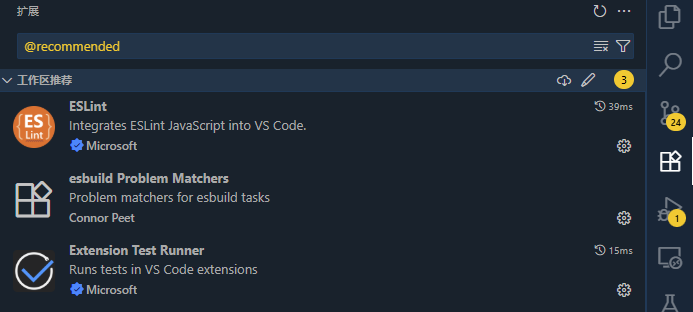 扩展
@recommended
工作区推荐
3
ESLint
39ms
Integrates ESLint JavaScript into VS Code.
Microsoft
ES
Lint
esbuild Problem Matchers
Problem matchers for esbuild tasks
Connor Peet
Extension Test Runner
15ms
Runs tests in VS Code extensions
Microsoft
24
1